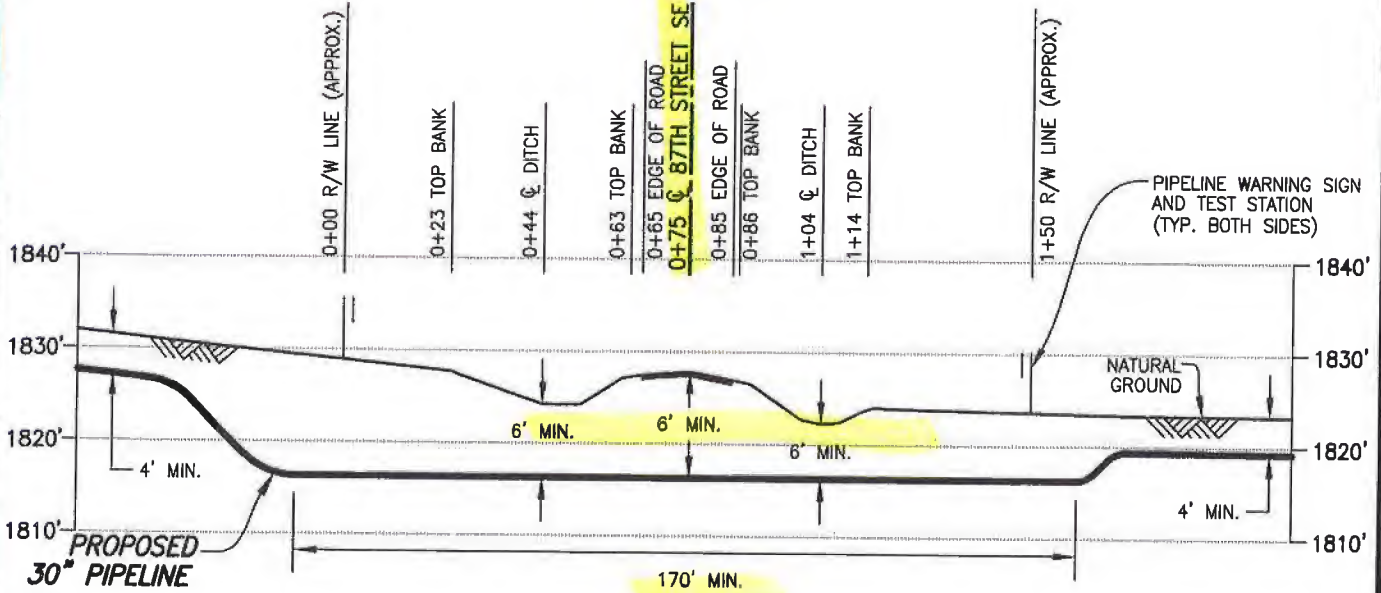 0+00 R/W LINE (APPROX.)
0+23 TOP BANK
0+44 ℄ DITCH
0+63 TOP BANK
0+65 EDGE OF ROAD
0+75 ℄ 87TH STREET SE
0+85 EDGE OF ROAD
0+86 TOP BANK
1+04 ℄ DITCH
1+14 TOP BANK
1+50 R/W LINE (APPROX.)
PIPELINE WARNING SIGN
AND TEST STATION
(TYP. BOTH SIDES)
1840'
1840'
1830'
1830'
NATURAL
GROUND
6' MIN.
6' MIN.
6' MIN.
1820'
1820'
4' MIN.
4' MIN.
1810'
1810'
PROPOSED
30" PIPELINE
170' MIN.